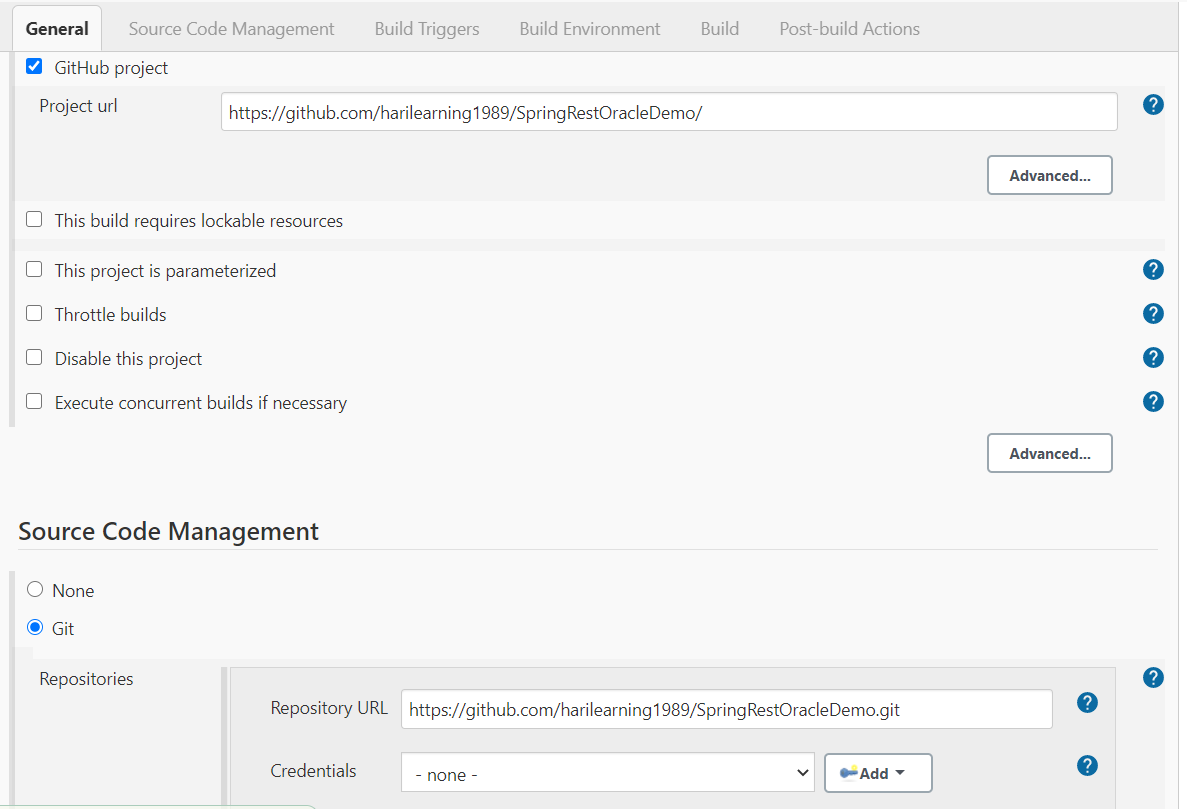 General Source Code Management Build Triggers Build Environment Build Post-build Actions
GitHub project
Project url https://github.com/harilearning1989/SpringRestOracleDemo/ ?
Advanced...
This build requires lockable resources
This project is parameterized ?
Throttle builds ?
Disable this project ?
Execute concurrent builds if necessary ?
Advanced...
Source Code Management
None
Git
Repositories ?
Repository URL https://github.com/harilearning1989/SpringRestOracleDemo.git ?
Credentials - none - Add ?